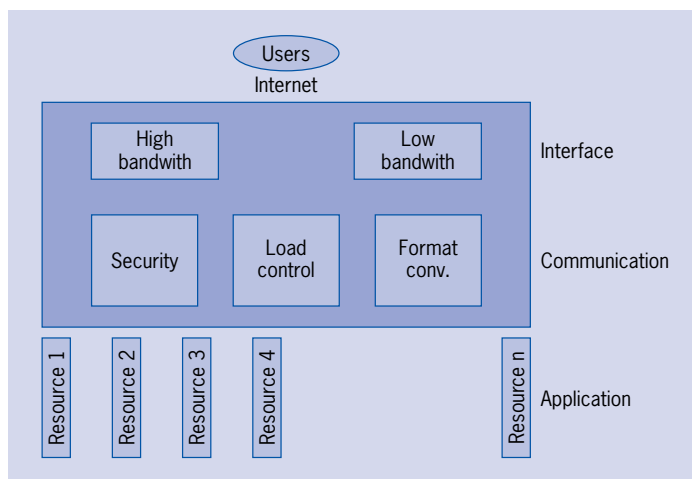 Users
Internet
High
bandwith
Low
bandwith
Interface
Security
Load
control
Format
conv.
Communication
Resource 1
Resource 2
Resource 3
Resource 4
Resource n
Application